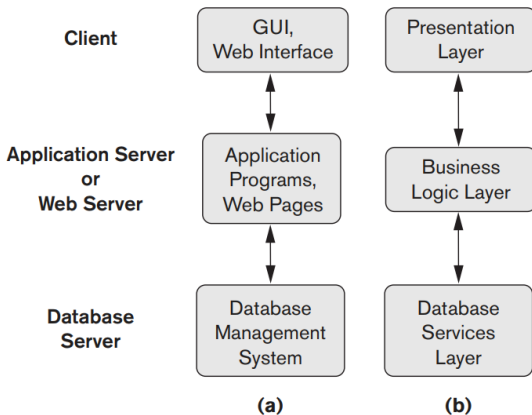 Client
GUI,
Web Interface
Presentation
Layer
Application Server
or
Web Server
Application
Programs,
Web Pages
Business
Logic Layer
Database
Server
Database
Management
System
Database
Services
Layer
(a)
(b)